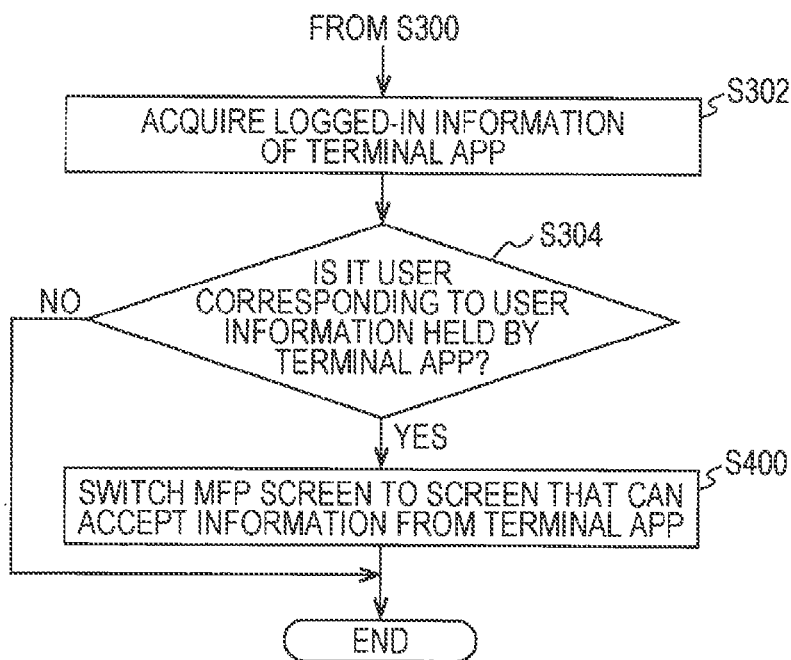 FROM S300
S302
ACQUIRE LOGGED-IN INFORMATION
OF TERMINAL APP
S304
IS IT USER
CORRESPONDING TO USER
INFORMATION HELD BY
TERMINAL APP?
NO
YES
S400
SWITCH MFP SCREEN TO SCREEN THAT CAN
ACCEPT INFORMATION FROM TERMINAL APP
END